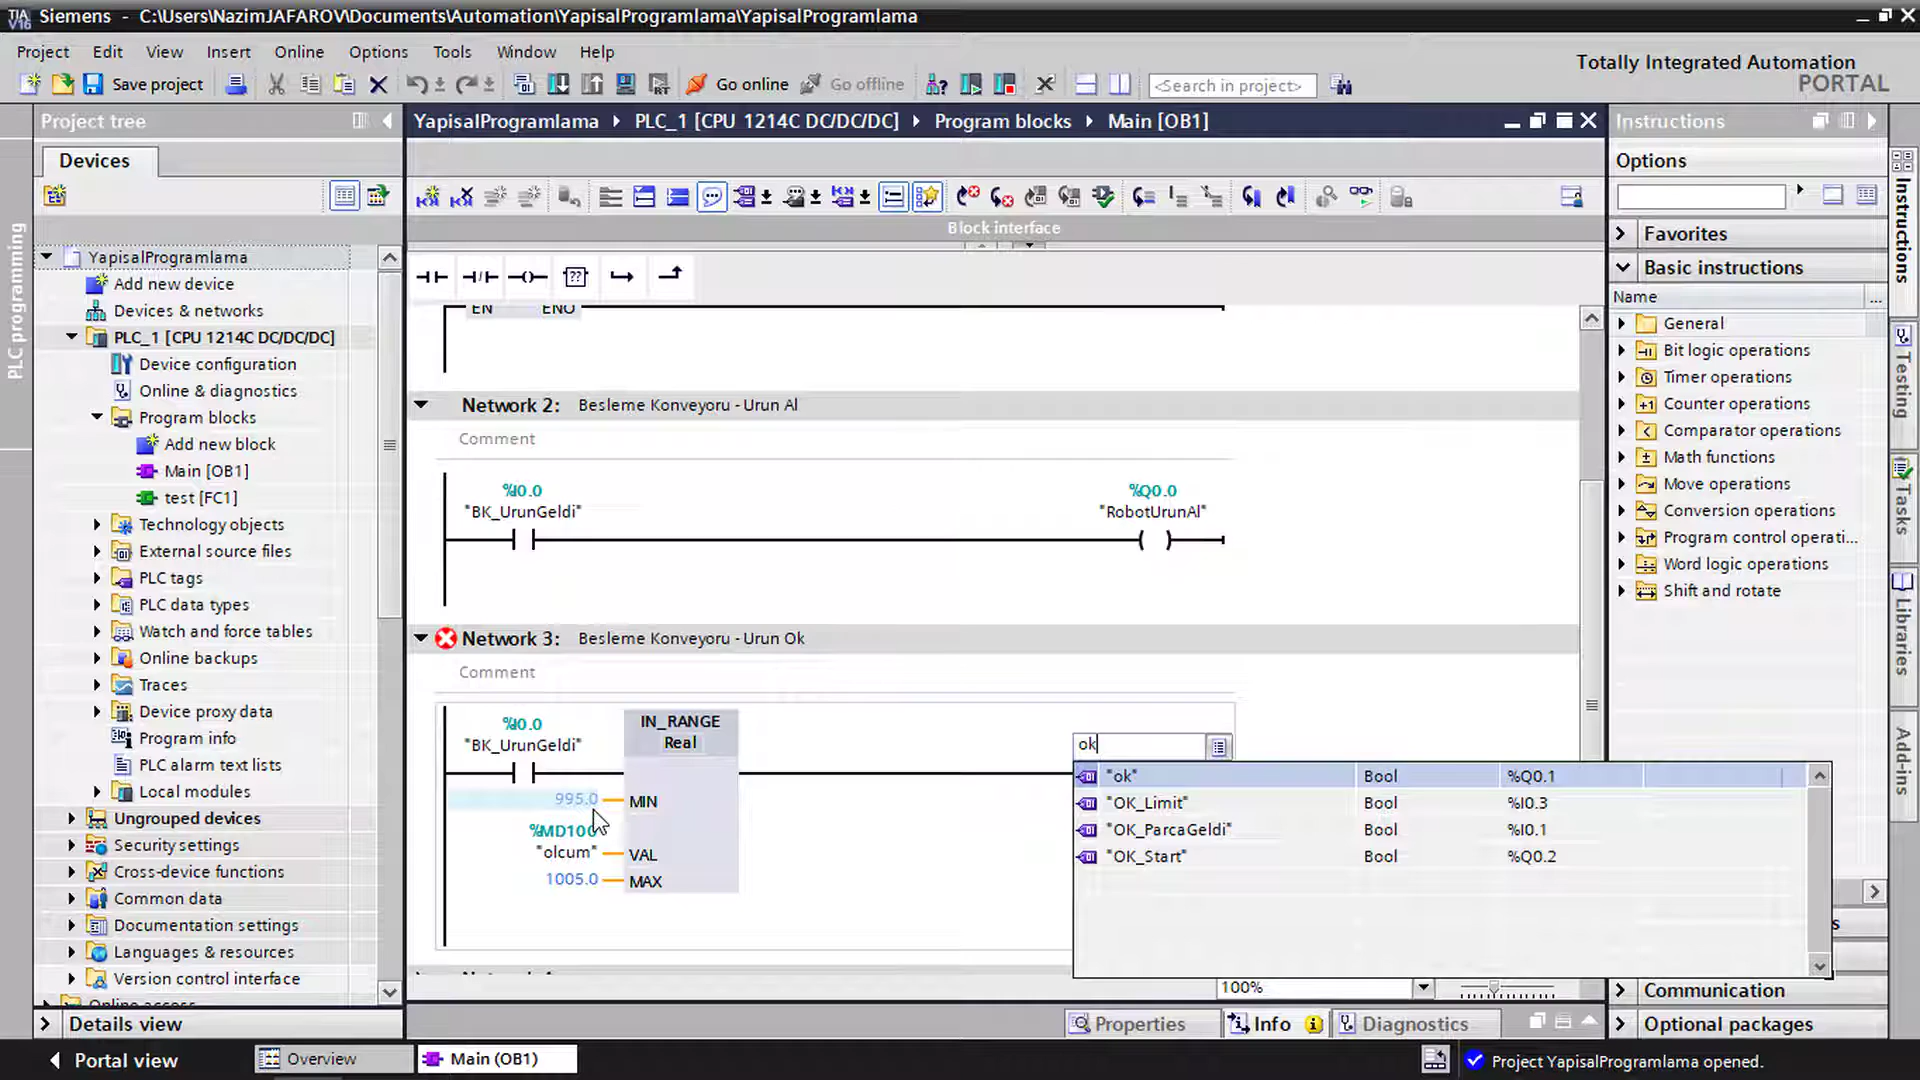 Siemens - C:\Users\NazimJAFAROV\Documents\Automation\YapisalProgramlama\YapisalProgramlama
Project Edit View Insert Online Options Tools Window Help
Totally Integrated Automation
PORTAL
Save project
Go online
Go offline
<Search in project>
Project tree
YapisalProgramlama
PLC_1 [CPU 1214C DC/DC/DC]
Program blocks
Main [OB1]
Instructions
Devices
Options
Block interface
PLC programming
YapisalProgramlama
Add new device
Devices & networks
PLC_1 [CPU 1214C DC/DC/DC]
Device configuration
Online & diagnostics
Program blocks
Add new block
Main [OB1]
test [FC1]
Technology objects
External source files
PLC tags
PLC data types
Watch and force tables
Online backups
Traces
Device proxy data
Program info
PLC alarm text lists
Local modules
Ungrouped devices
Security settings
Cross-device functions
Common data
Documentation settings
Languages & resources
Version control interface
Details view
EN ENO
Network 2: Besleme Konveyoru - Urun Al
Comment
%I0.0
"BK_UrunGeldi"
%Q0.0
"RobotUrunAl"
Network 3: Besleme Konveyoru - Urun Ok
Comment
%I0.0
"BK_UrunGeldi"
IN_RANGE
Real
995.0 MIN
%MD100
"olcum" VAL
1005.0 MAX
ok
"ok" Bool %Q0.1
"OK_Limit" Bool %I0.3
"OK_ParcaGeldi" Bool %I0.1
"OK_Start" Bool %Q0.2
100%
Properties
Info
Diagnostics
Favorites
Basic instructions
Name ...
General
Bit logic operations
Timer operations
Counter operations
Comparator operations
Math functions
Move operations
Conversion operations
Program control operati...
Word logic operations
Shift and rotate
Communication
Optional packages
Instructions
Testing
Tasks
Libraries
Add-ins
Portal view
Overview
Main (OB1)
Project YapisalProgramlama opened.